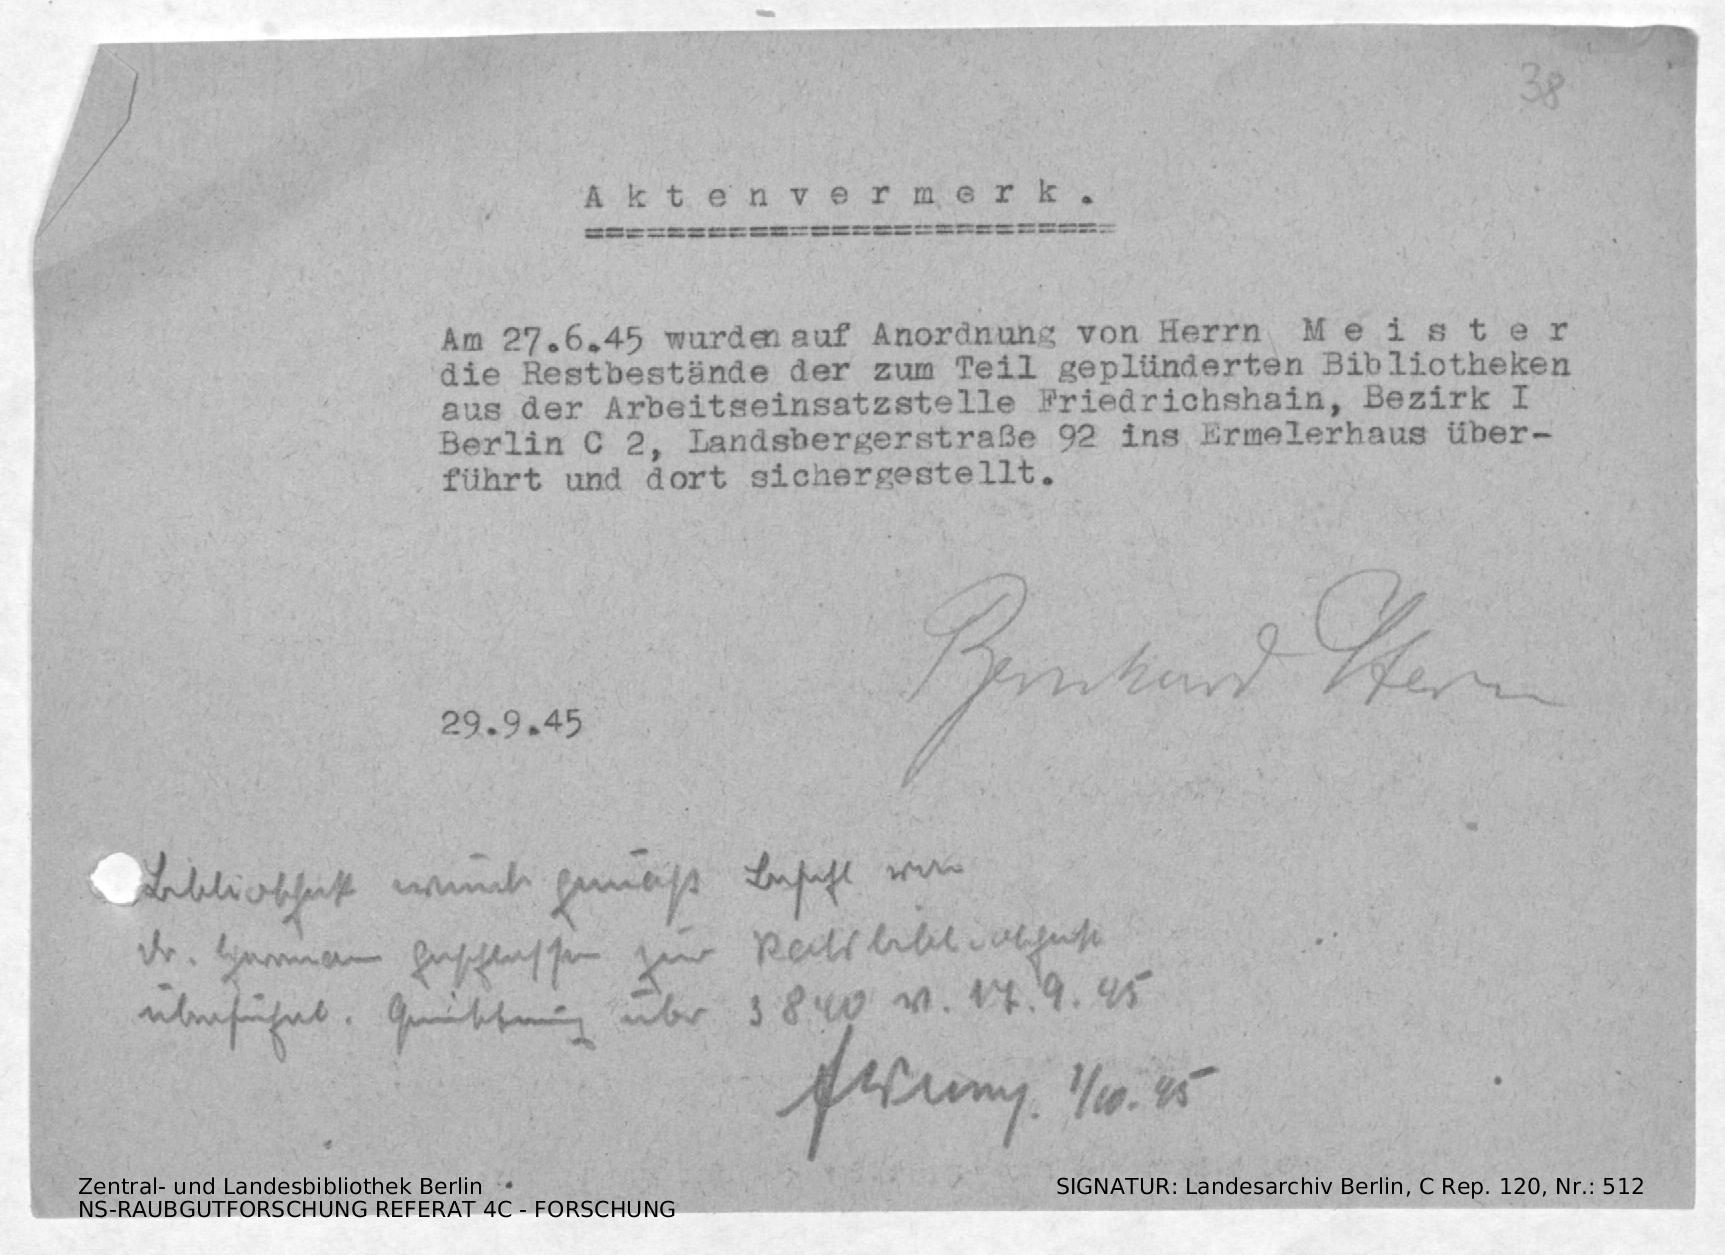 38
A k t e n v e r m e r k .
==========================
Am 27.6.45 wurden auf Anordnung von Herrn M e i s t e r
die Restbestände der zum Teil geplünderten Bibliotheken
aus der Arbeitseinsatzstelle Friedrichshain, Bezirk I
Berlin C 2, Landsbergerstraße 92 ins Ermelerhaus über-
führt und dort sichergestellt.
Bernhard Stern
29.9.45
Bibliothek wurde gemäß Befehl von
Dr. geschlossen zur Ratsbibliothek
überführt. Quittung über 3840 v. 17.9.45
1/10.45
Zentral- und Landesbibliothek Berlin
NS-RAUBGUTFORSCHUNG REFERAT 4C - FORSCHUNG
SIGNATUR: Landesarchiv Berlin, C Rep. 120, Nr.: 512